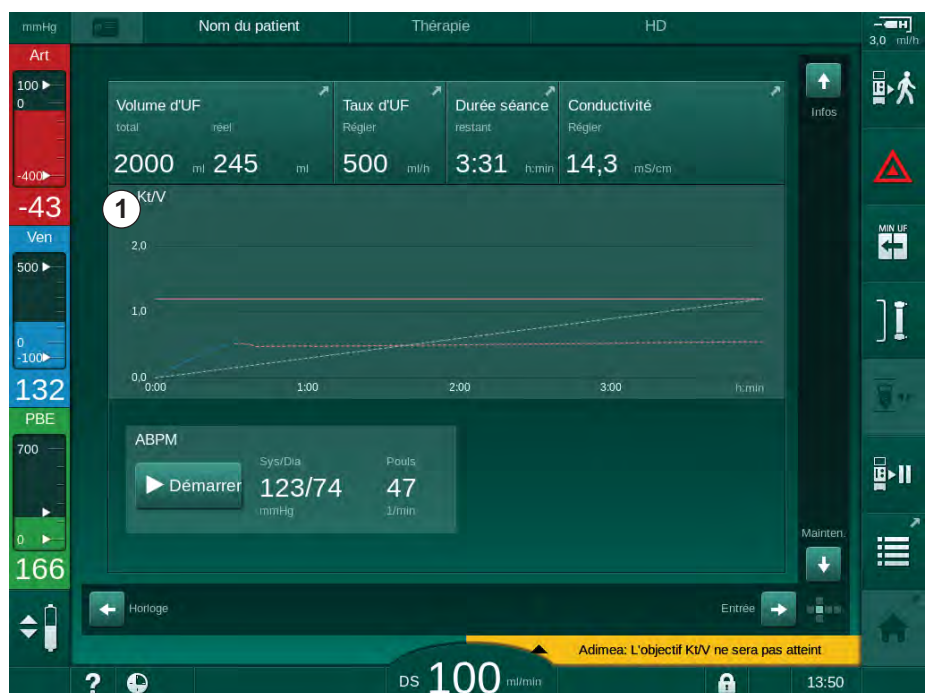 mmHg Nom du patient Thérapie HD 3,0 ml/h
Art
100
0
-400
-43
Ven
500
0
-100
132
PBE
700
0
166
Volume d'UF Taux d'UF Durée séance Conductivité
total réel Régler restant Régler
2000 ml 245 ml 500 ml/h 3:31 h:min 14,3 mS/cm
1 Kt/V
2,0
1,0
0,0
0:00 1:00 2:00 3:00 h:min
ABPM
Sys/Dia Pouls
Démarrer 123/74 47
mmHg 1/min
Infos
MIN UF
Mainten.
Horloge Entrée
Adimea: L'objectif Kt/V ne sera pas atteint
? DS 100 ml/min 13:50